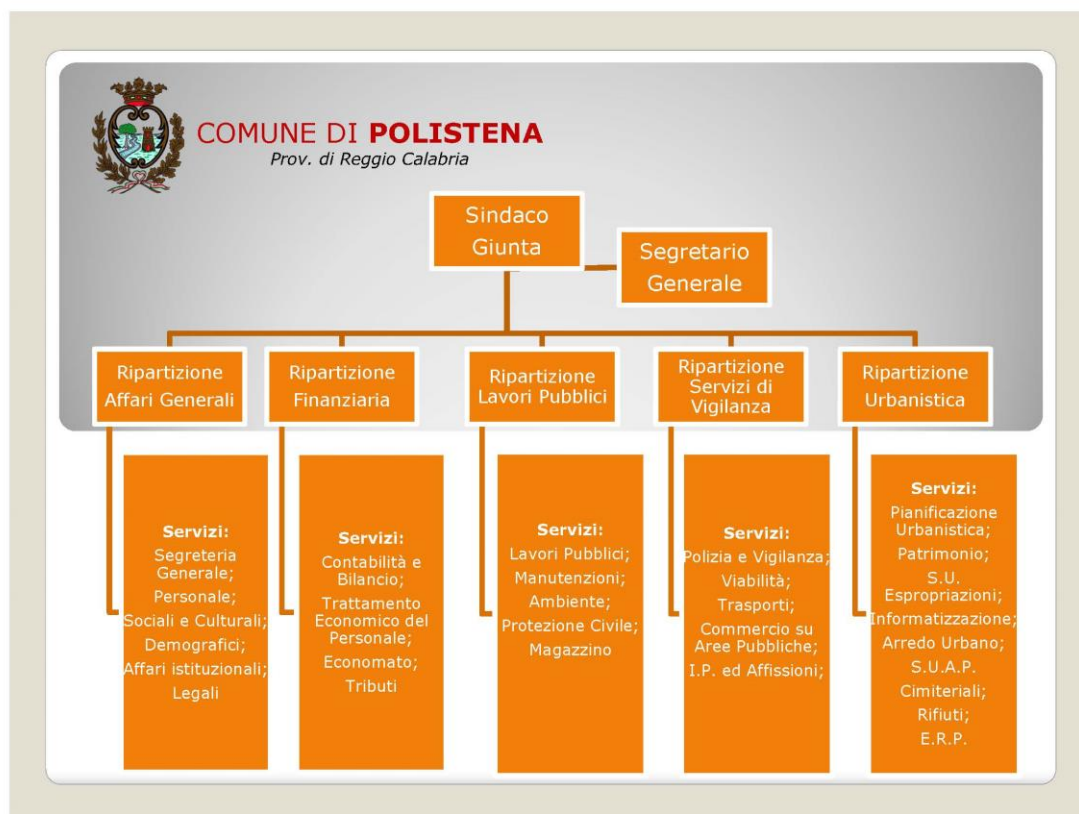 COMUNE DI POLISTENA
Prov. di Reggio Calabria
Sindaco
Giunta
Segretario
Generale
Ripartizione
Affari Generali
Ripartizione
Finanziaria
Ripartizione
Lavori Pubblici
Ripartizione
Servizi di
Vigilanza
Ripartizione
Urbanistica
Servizi:
Segreteria
Generale;
Personale;
Sociali e Culturali;
Demografici;
Affari istituzionali;
Legali
Servizi:
Contabilità e
Bilancio;
Trattamento
Economico del
Personale;
Economato;
Tributi
Servizi:
Lavori Pubblici;
Manutenzioni;
Ambiente;
Protezione Civile;
Magazzino
Servizi:
Polizia e Vigilanza;
Viabilità;
Trasporti;
Commercio su
Aree Pubbliche;
I.P. ed Affissioni;
Servizi:
Pianificazione
Urbanistica;
Patrimonio;
S.U.
Espropriazioni;
Informatizzazione;
Arredo Urbano;
S.U.A.P.
Cimiteriali;
Rifiuti;
E.R.P.